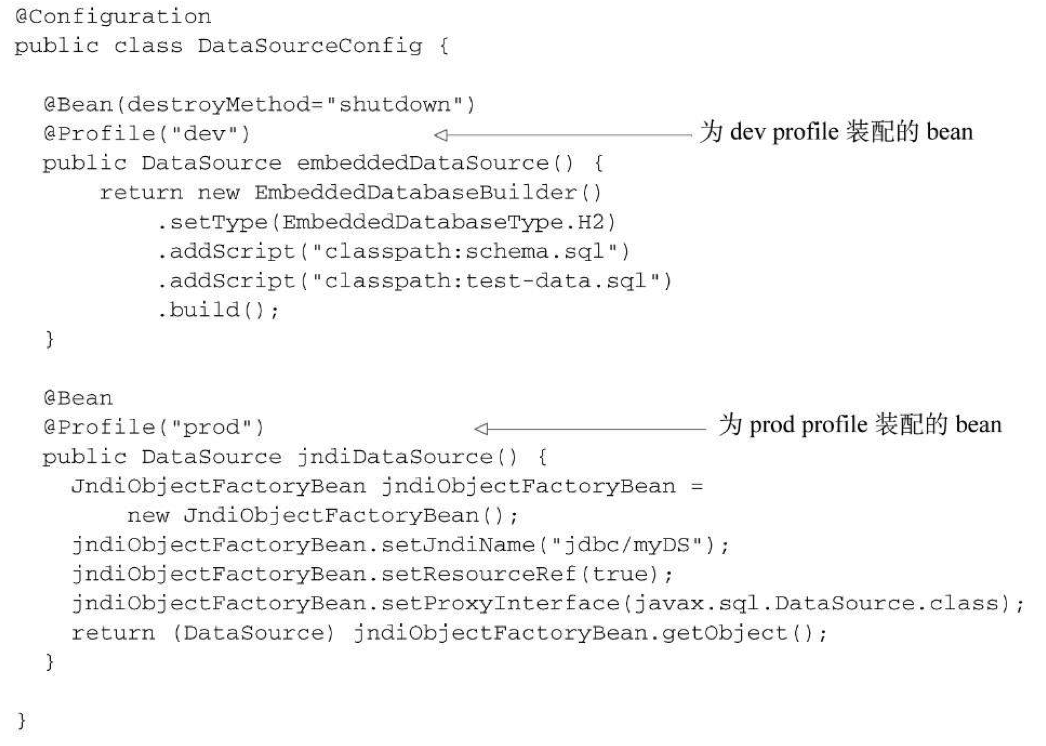 @Configuration
public class DataSourceConfig {
@Bean(destroyMethod="shutdown")
@Profile("dev") 为 dev profile 装配的 bean
public DataSource embeddedDataSource() {
return new EmbeddedDatabaseBuilder()
.setType(EmbeddedDatabaseType.H2)
.addScript("classpath:schema.sql")
.addScript("classpath:test-data.sql")
.build();
}
@Bean
@Profile("prod") 为 prod profile 装配的 bean
public DataSource jndiDataSource() {
JndiObjectFactoryBean jndiObjectFactoryBean =
new JndiObjectFactoryBean();
jndiObjectFactoryBean.setJndiName("jdbc/myDS");
jndiObjectFactoryBean.setResourceRef(true);
jndiObjectFactoryBean.setProxyInterface(javax.sql.DataSource.class);
return (DataSource) jndiObjectFactoryBean.getObject();
}
}